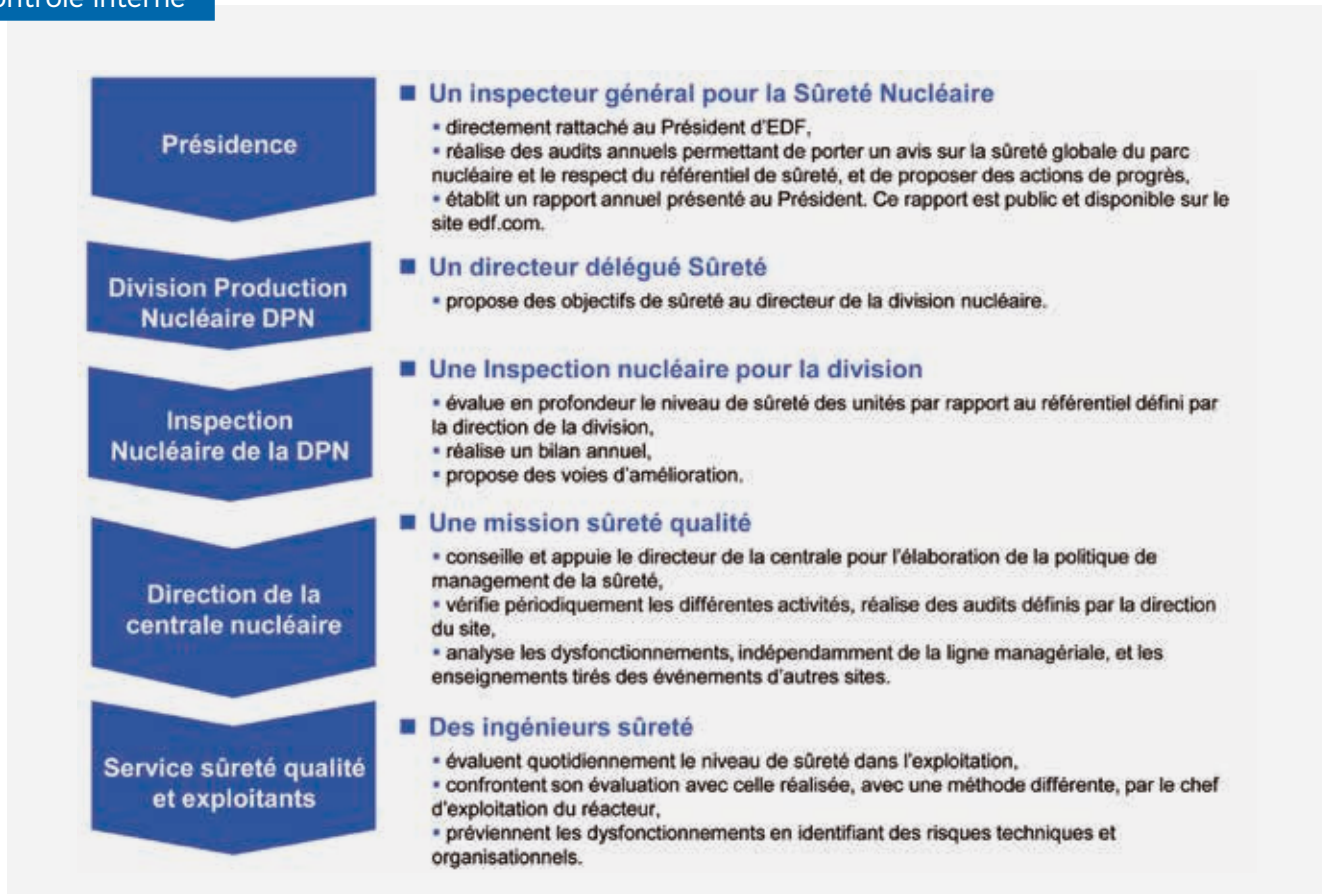 contrôle interne
Présidence
■ Un inspecteur général pour la Sûreté Nucléaire
• directement rattaché au Président d'EDF,
• réalise des audits annuels permettant de porter un avis sur la sûreté globale du parc
nucléaire et le respect du référentiel de sûreté, et de proposer des actions de progrès,
• établit un rapport annuel présenté au Président. Ce rapport est public et disponible sur le
site edf.com.
Division Production
Nucléaire DPN
■ Un directeur délégué Sûreté
• propose des objectifs de sûreté au directeur de la division nucléaire.
Inspection
Nucléaire de la DPN
■ Une Inspection nucléaire pour la division
• évalue en profondeur le niveau de sûreté des unités par rapport au référentiel défini par
la direction de la division,
• réalise un bilan annuel,
• propose des voies d'amélioration.
Direction de la
centrale nucléaire
■ Une mission sûreté qualité
• conseille et appuie le directeur de la centrale pour l'élaboration de la politique de
management de la sûreté,
• vérifie périodiquement les différentes activités, réalise des audits définis par la direction
du site,
• analyse les dysfonctionnements, indépendamment de la ligne managériale, et les
enseignements tirés des événements d'autres sites.
Service sûreté qualité
et exploitants
■ Des ingénieurs sûreté
• évaluent quotidiennement le niveau de sûreté dans l'exploitation,
• confrontent son évaluation avec celle réalisée, avec une méthode différente, par le chef
d'exploitation du réacteur,
• préviennent les dysfonctionnements en identifiant des risques techniques et
organisationnels.